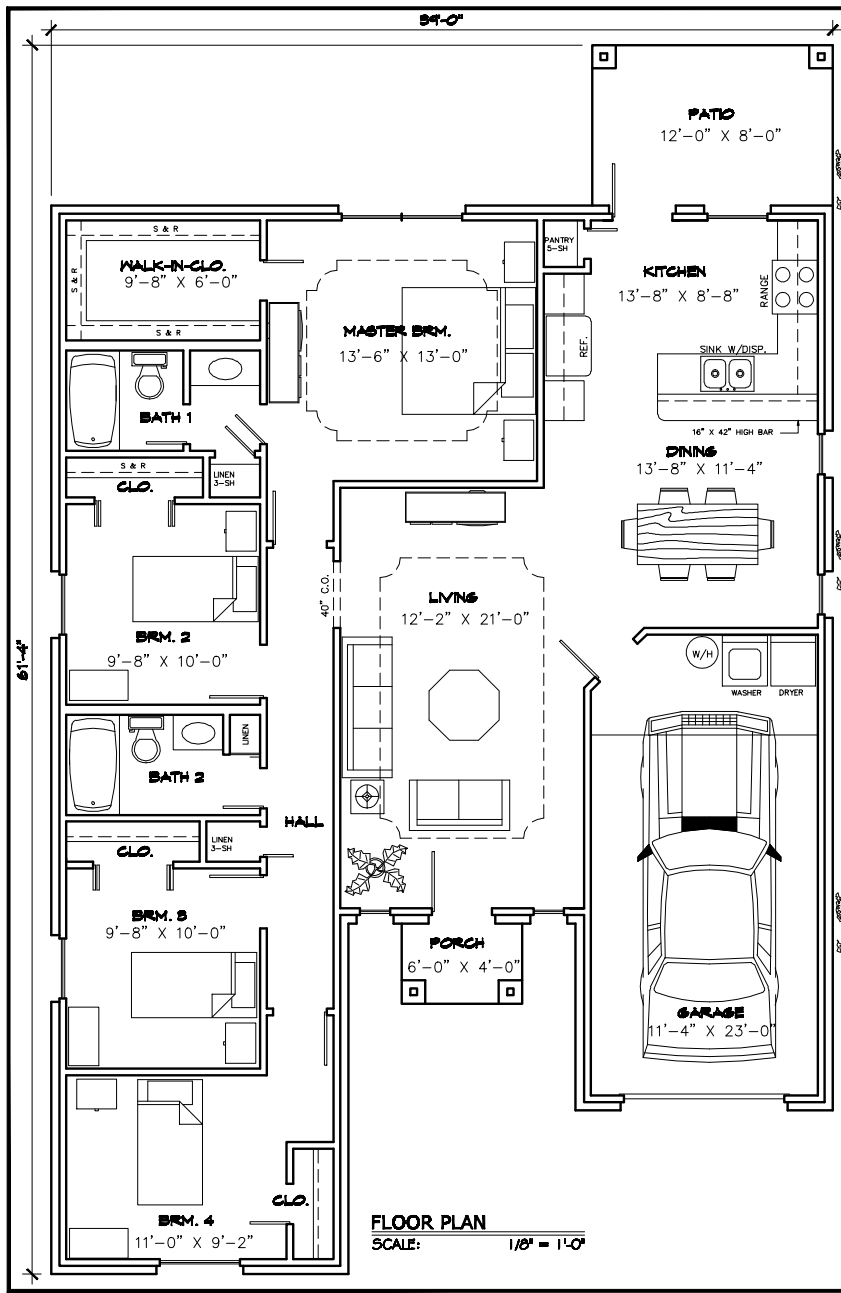 39'-0"
PATIO
12'-0" X 8'-0"
S & R
WALK-IN-CLO.
9'-8" X 6'-0"
S & R
S & R
PANTRY
5-SH
KITCHEN
13'-8" X 8'-8"
RANGE
MASTER BRM.
13'-6" X 13'-0"
REF.
SINK W/DISP.
BATH 1
16" X 42" HIGH BAR
DINING
13'-8" X 11'-4"
S & R
CLO.
LINEN
3-SH
LIVING
12'-2" X 21'-0"
40" C.O.
BRM. 2
9'-8" X 10'-0"
61'-4"
W/H
WASHER
DRYER
LINEN
BATH 2
HALL
CLO.
LINEN
3-SH
BRM. 3
9'-8" X 10'-0"
PORCH
6'-0" X 4'-0"
GARAGE
11'-4" X 23'-0"
CLO.
BRM. 4
11'-0" X 9'-2"
FLOOR PLAN
SCALE: 1/8" = 1'-0"